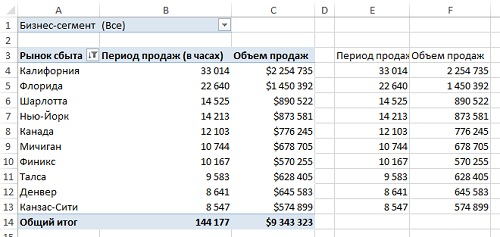 A B C D E F
1 Бизнес-сегмент (Все)
2
3 Рынок сбыта Период продаж (в часах) Объем продаж Период продаж Объем продаж
4 Калифорния 33 014 $2 254 735 33 014 2 254 735
5 Флорида 22 640 $1 450 392 22 640 1 450 392
6 Шарлотта 14 525 $890 522 14 525 890 522
7 Нью-Йорк 14 213 $873 581 14 213 873 581
8 Канада 12 103 $776 245 12 103 776 245
9 Мичиган 10 744 $678 705 10 744 678 705
10 Финикс 10 167 $570 255 10 167 570 255
11 Талса 9 583 $628 405 9 583 628 405
12 Денвер 8 641 $645 583 8 641 645 583
13 Канзас-Сити 8 547 $574 899 8 547 574 899
14 Общий итог 144 177 $9 343 323